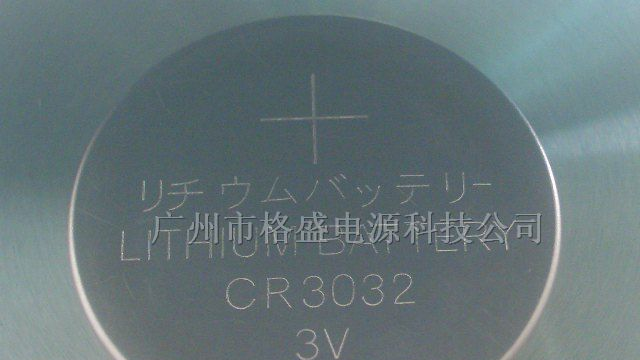 +
リチウムバッテリー
广州市格盛电源科技公司
LITHIUM BATTERY
CR3032
3V